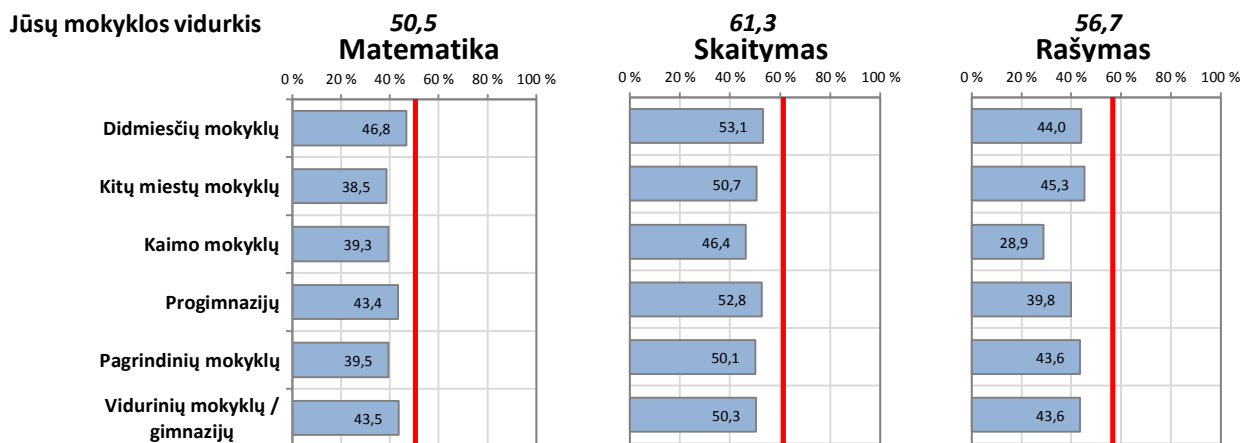 Jūsų mokyklos vidurkis 50,5 61,3 56,7
Matematika Skaitymas Rašymas
0 % 20 % 40 % 60 % 80 % 100 % 0 % 20 % 40 % 60 % 80 % 100 % 0 % 20 % 40 % 60 % 80 % 100 %
Didmiesčių mokyklų 46,8 53,1 44,0
Kitų miestų mokyklų 38,5 50,7 45,3
Kaimo mokyklų 39,3 46,4 28,9
Progimnazijų 43,4 52,8 39,8
Pagrindinių mokyklų 39,5 50,1 43,6
Vidurinių mokyklų /
gimnazijų 43,5 50,3 43,6